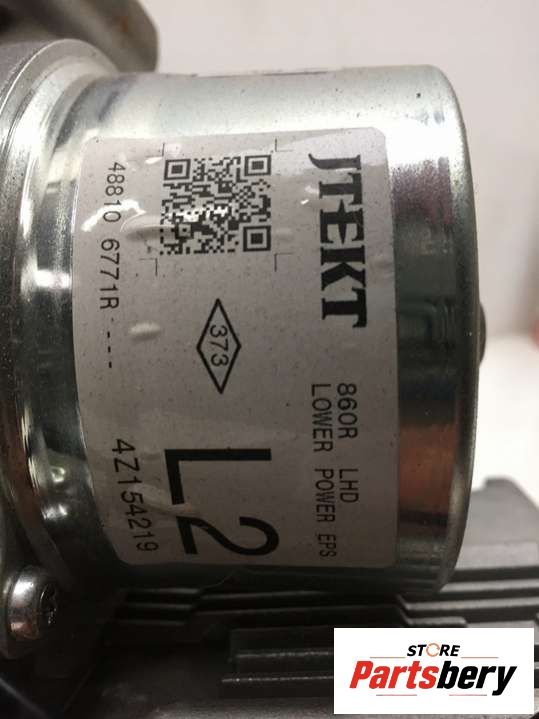 JTEKT
860R LHD
LOWER POWER EPS
373
L2
48810 6771R----
4Z154219
STORE
Partsbery